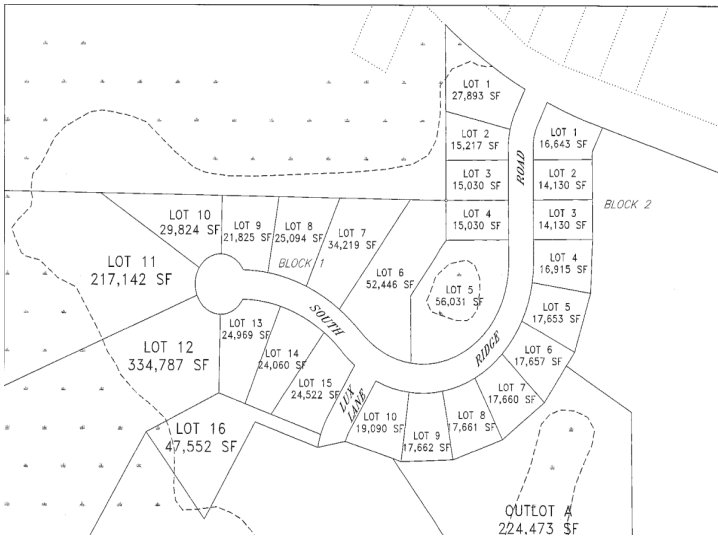 LOT 1
27,893 SF
LOT 2
15,217 SF
LOT 3
15,030 SF
LOT 4
15,030 SF
LOT 5
56,031 SF
LOT 6
52,446 SF
LOT 7
34,219 SF
LOT 8
25,094 SF
LOT 9
21,825 SF
LOT 10
29,824 SF
LOT 11
217,142 SF
LOT 12
334,787 SF
LOT 13
24,969 SF
LOT 14
24,060 SF
LOT 15
24,522 SF
LOT 16
47,552 SF
BLOCK 1
SOUTH
RIDGE
ROAD
LUX
LANE
LOT 1
16,643 SF
LOT 2
14,130 SF
LOT 3
14,130 SF
LOT 4
16,915 SF
LOT 5
17,653 SF
LOT 6
17,657 SF
LOT 7
17,660 SF
LOT 8
17,661 SF
LOT 9
17,662 SF
LOT 10
19,090 SF
BLOCK 2
OUTLOT A
224,473 SF